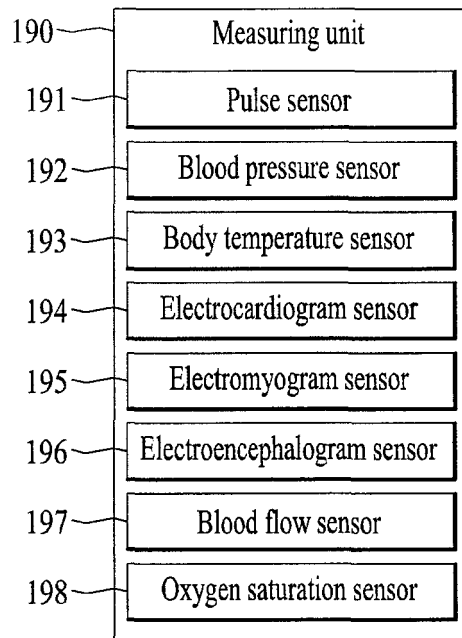 190 Measuring unit
191 Pulse sensor
192 Blood pressure sensor
193 Body temperature sensor
194 Electrocardiogram sensor
195 Electromyogram sensor
196 Electroencephalogram sensor
197 Blood flow sensor
198 Oxygen saturation sensor